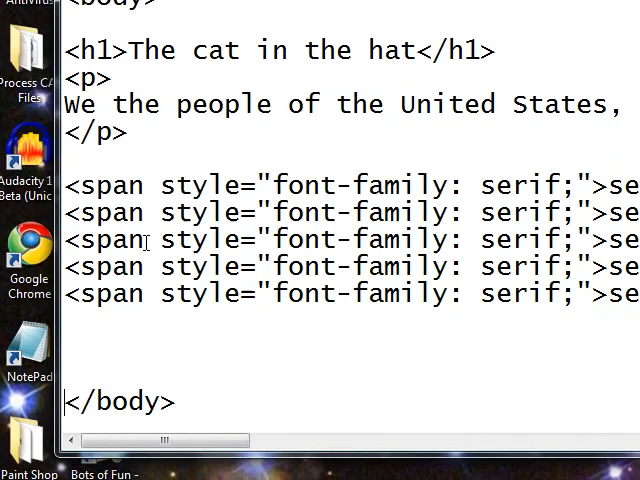 AntiVirus
<body>
<h1>The cat in the hat</h1>
Process CA
Files
<p>
We the people of the United States,
</p>
Audacity 1
Beta (Unic
<span style="font-family: serif;">se
<span style="font-family: serif;">se
<span style="font-family: serif;">se
<span style="font-family: serif;">se
<span style="font-family: serif;">se
Google
Chrome
NotePad
</body>
Paint Shop
Bots of Fun -